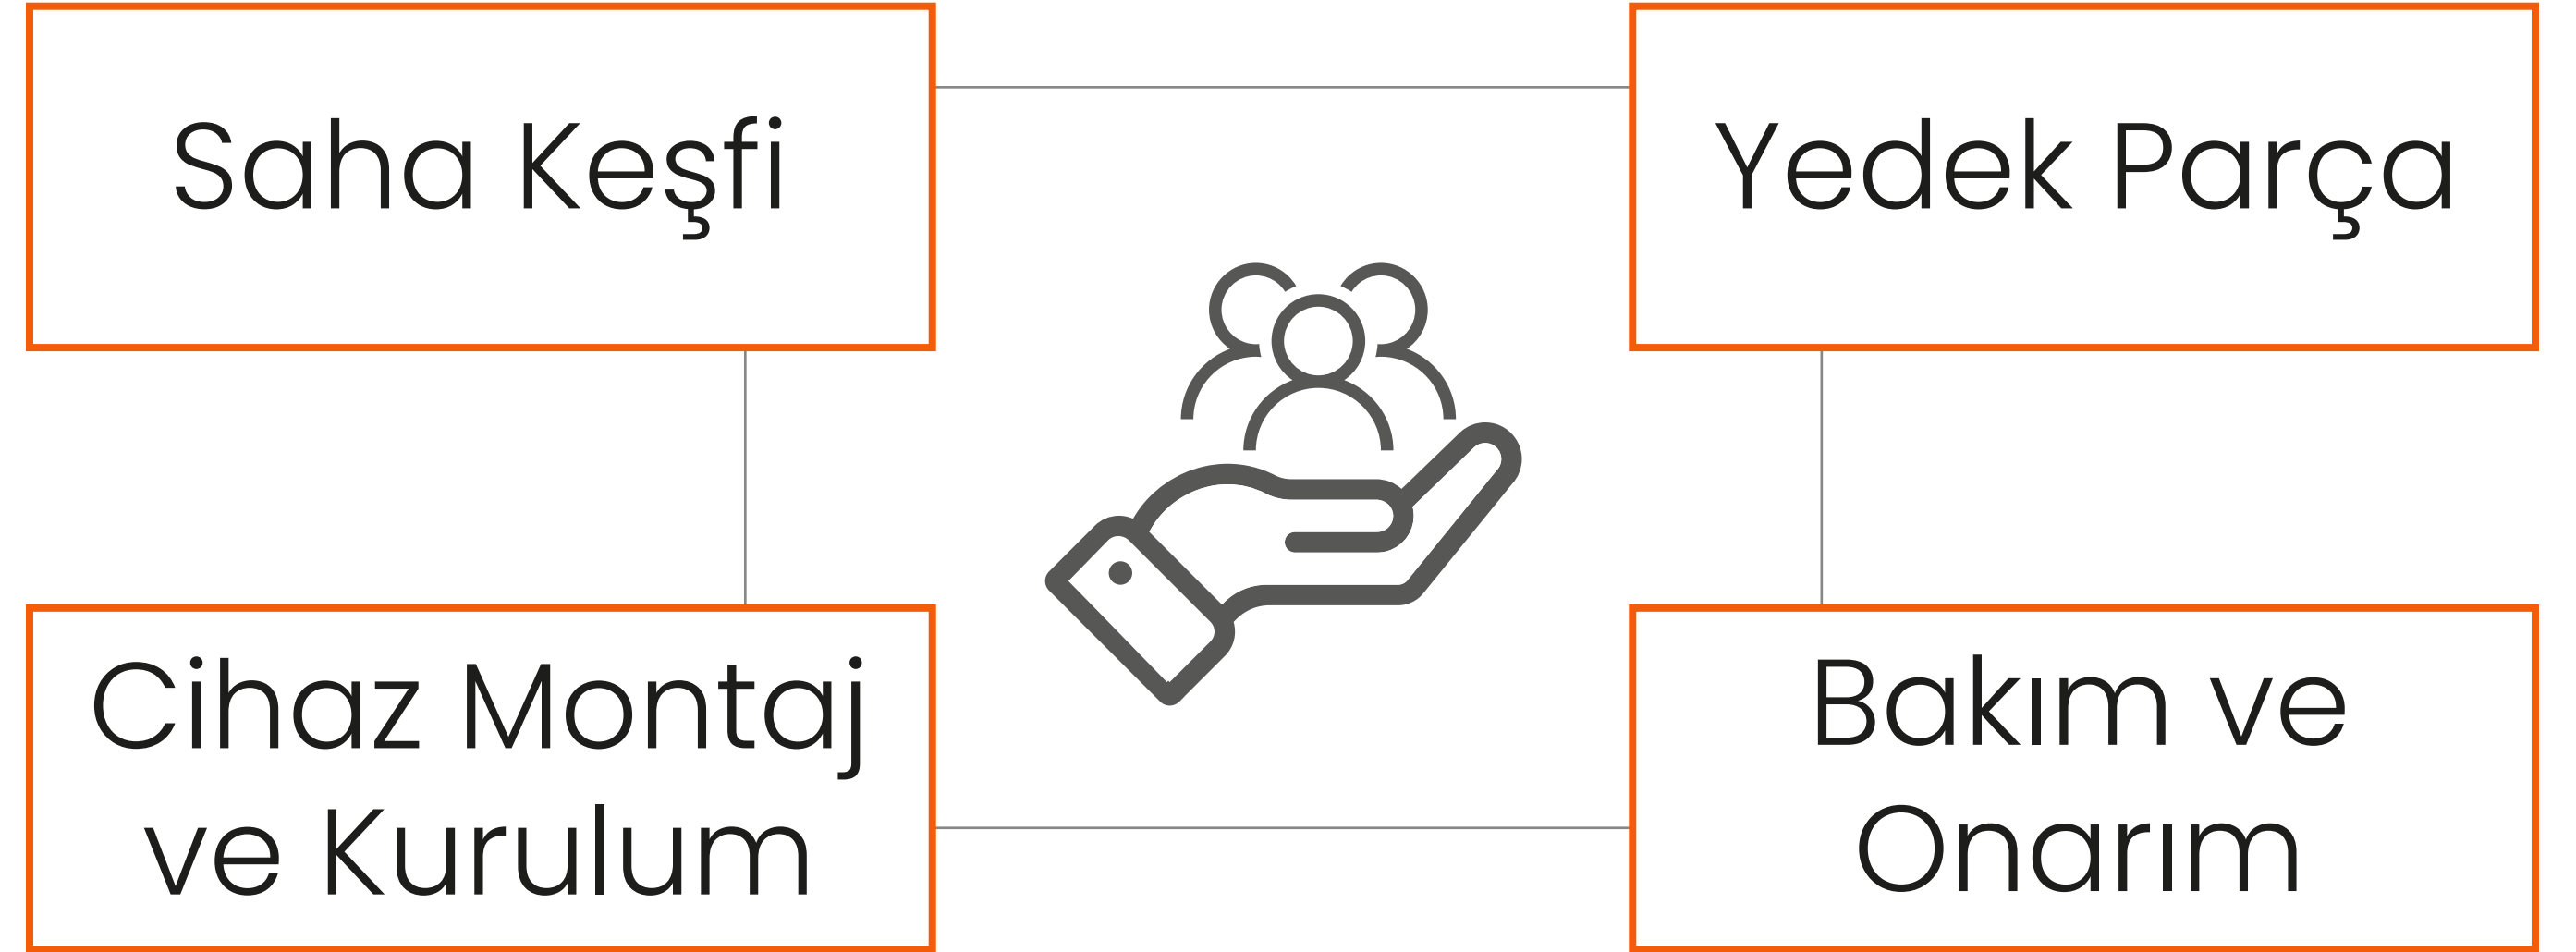 Saha Keşfi
Yedek Parça
Cihaz Montaj
ve Kurulum
Bakım ve
Onarım